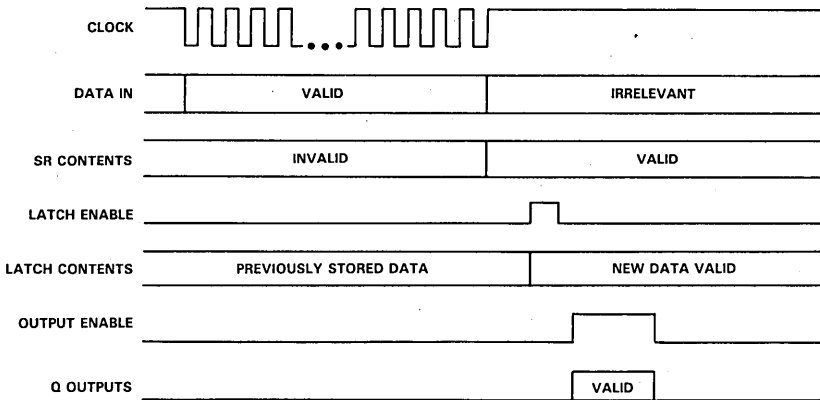 CLOCK
DATA IN VALID IRRELEVANT
SR CONTENTS INVALID VALID
LATCH ENABLE
LATCH CONTENTS PREVIOUSLY STORED DATA NEW DATA VALID
OUTPUT ENABLE
Q OUTPUTS VALID